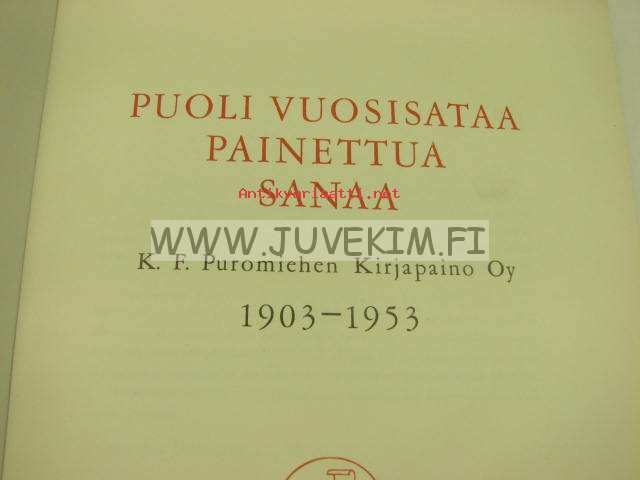 PUOLI VUOSISATAA
PAINETTUA
Antikvariaatti.net
SANAA
WWW.JUVEKIM.FI
K. F. Puromiehen Kirjapaino Oy
1903–1953